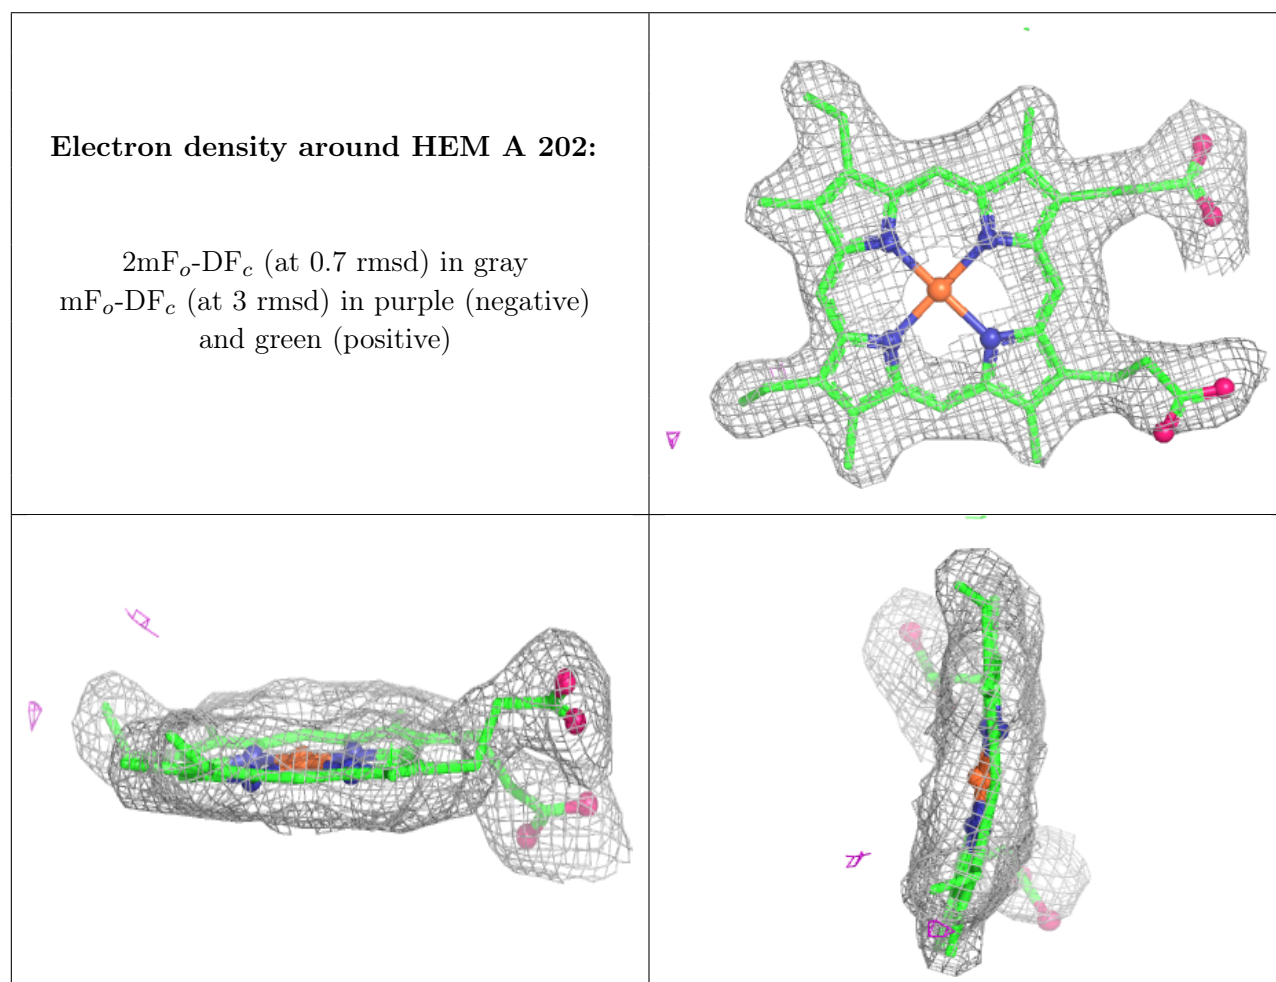 Electron density around HEM A 202:
2mFo-DFc (at 0.7 rmsd) in gray
mFo-DFc (at 3 rmsd) in purple (negative)
and green (positive)